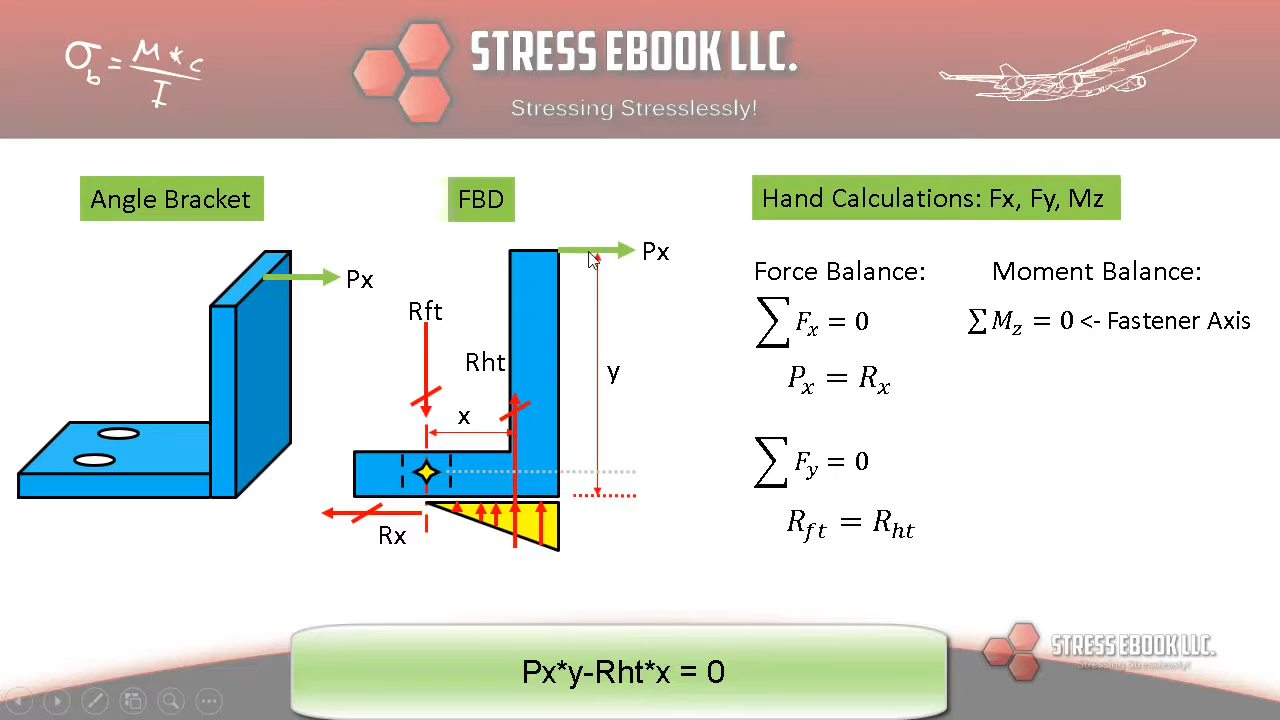 σb = M * c / I
STRESS EBOOK LLC.
Stressing Stresslessly!
Angle Bracket
FBD
Hand Calculations: Fx, Fy, Mz
Px
Px
Rft
Rht
x
y
Rx
Force Balance:
∑ Fx = 0
Px = Rx
∑ Fy = 0
Rft = Rht
Moment Balance:
∑ Mz = 0 <- Fastener Axis
Px*y-Rht*x = 0
STRESS EBOOK LLC.
Stressing Stresslessly!